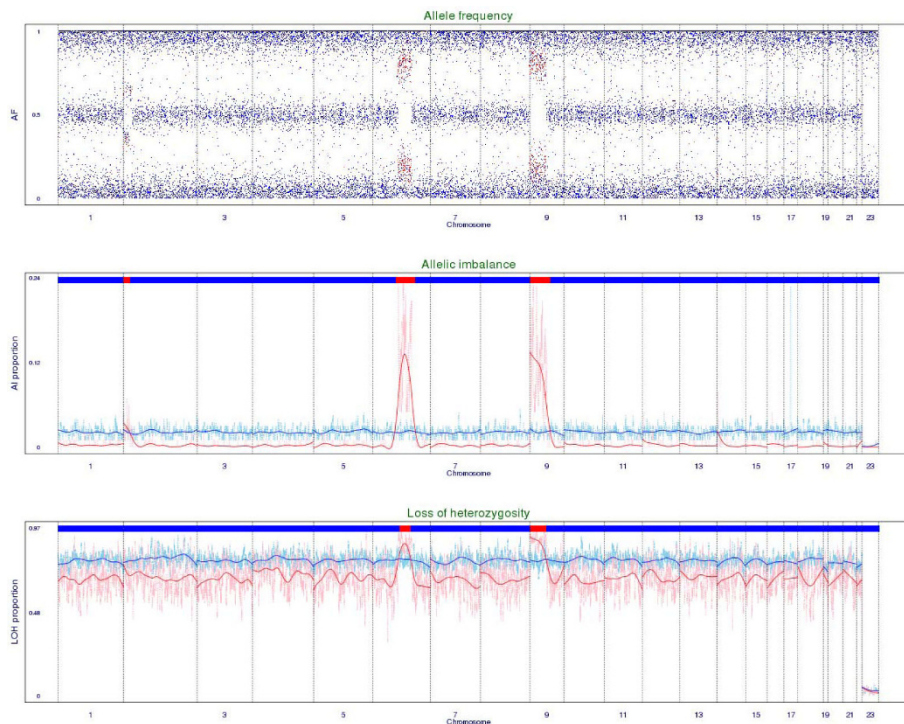 Allele frequency
1
0.5
0
AF
1 3 5 7 9 11 13 15 17 19 21 23
Chromosome
Allelic imbalance
0.24
0.12
0
AI proportion
1 3 5 7 9 11 13 15 17 19 21 23
Chromosome
Loss of heterozygosity
0.97
0.48
0
LOH proportion
1 3 5 7 9 11 13 15 17 19 21 23
Chromosome